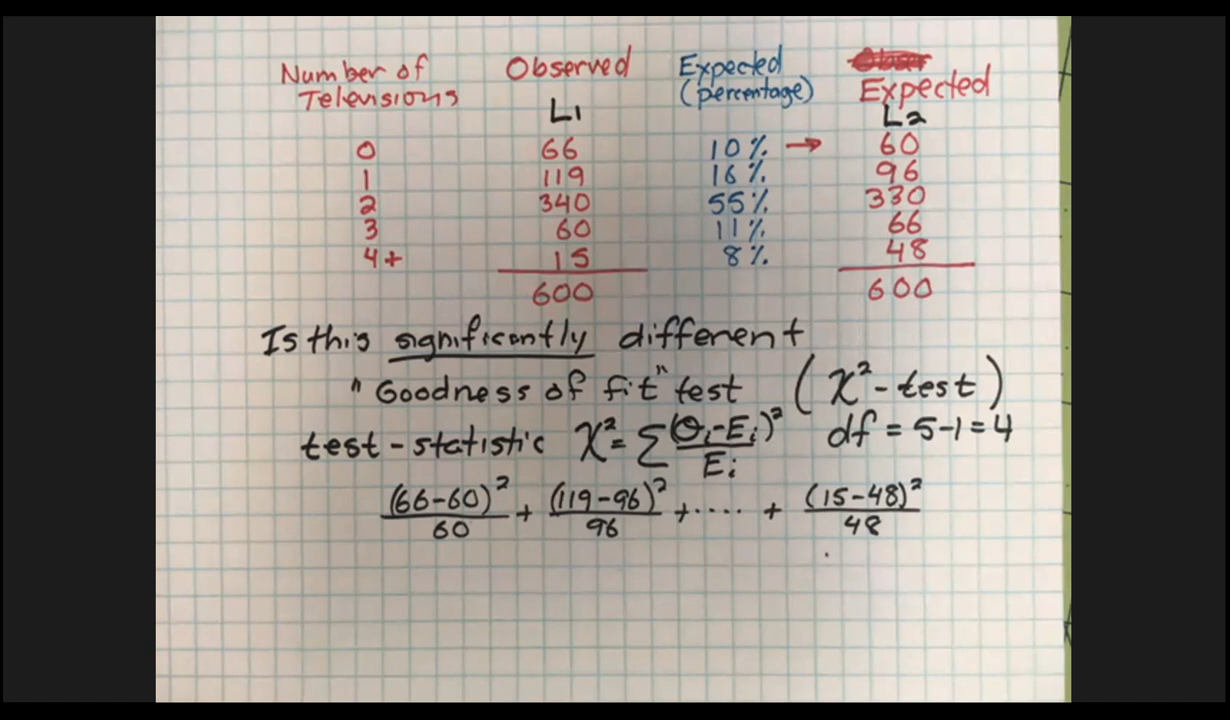 Number of Televisions Observed Expected (percentage) Expected
L1 L2
0 66 10% → 60
1 119 16% 96
2 340 55% 330
3 60 11% 66
4+ 15 8% 48
600 600
Is this significantly different
"Goodness of fit" test (χ²-test)
test-statistic χ²= Σ (Oi-Ei)²/Ei df = 5-1=4
(66-60)²/60 + (119-96)²/96 + ..... + (15-48)²/48